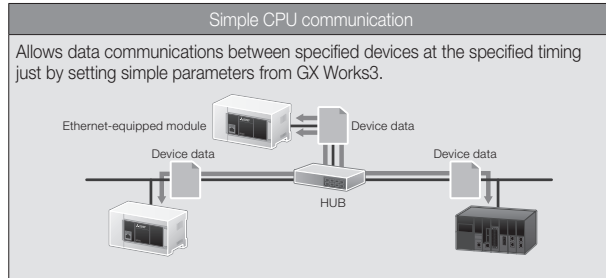 Simple CPU communication
Allows data communications between specified devices at the specified timing
just by setting simple parameters from GX Works3.
Ethernet-equipped module
Device data
Device data
Device data
HUB